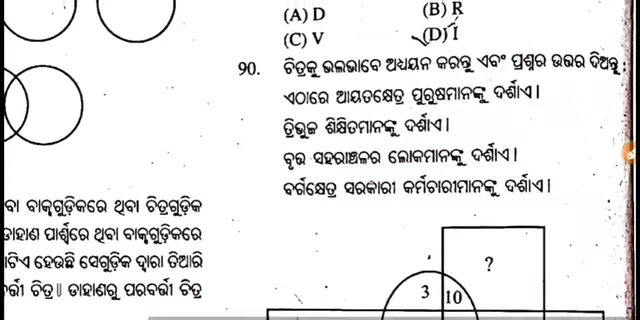 (A) D (B) R
(C) V (D) I
90. ଚିତ୍ରକୁ ଭଲଭାବେ ଅଧ୍ୟୟନ କରନ୍ତୁ ଏବଂ ପ୍ରଶ୍ନର ଉତ୍ତର ଦିଅନ୍ତୁ :
ଏଠାରେ ଆୟତକ୍ଷେତ୍ର ପୁରୁଷମାନଙ୍କୁ ଦର୍ଶାଏ ।
ତ୍ରିଭୁଜ ଶିକ୍ଷିତମାନଙ୍କୁ ଦର୍ଶାଏ ।
ବୃତ୍ତ ସହରାଞ୍ଚଳର ଲୋକମାନଙ୍କୁ ଦର୍ଶାଏ ।
ବର୍ଗକ୍ଷେତ୍ର ସରକାରୀ କର୍ମଚାରୀମାନଙ୍କୁ ଦର୍ଶାଏ ।
ବା ବାକ୍ସଗୁଡ଼ିକରେ ଥିବା ଚିତ୍ରଗୁଡ଼ିକ
ଡାହାଣ ପାର୍ଶ୍ୱରେ ଥିବା ବାକ୍ସଗୁଡ଼ିକରେ
ହେଉଛି ସେଗୁଡ଼ିକ ଦ୍ୱାରା ତିଆରି
ଚିତ୍ର ॥ ଡାହାଣରୁ ପରବର୍ତ୍ତୀ ଚିତ୍ର
?
3 10